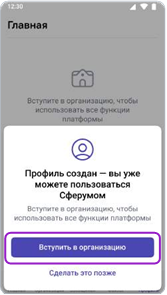 12:30
Главная
Вступите в организацию, чтобы
использовать все функции
платформы
Профиль создан — вы уже
можете пользоваться
Сферумом
Вступите в организацию, чтобы
использовать все функции платформы
Вступить в организацию
Сделать это позже